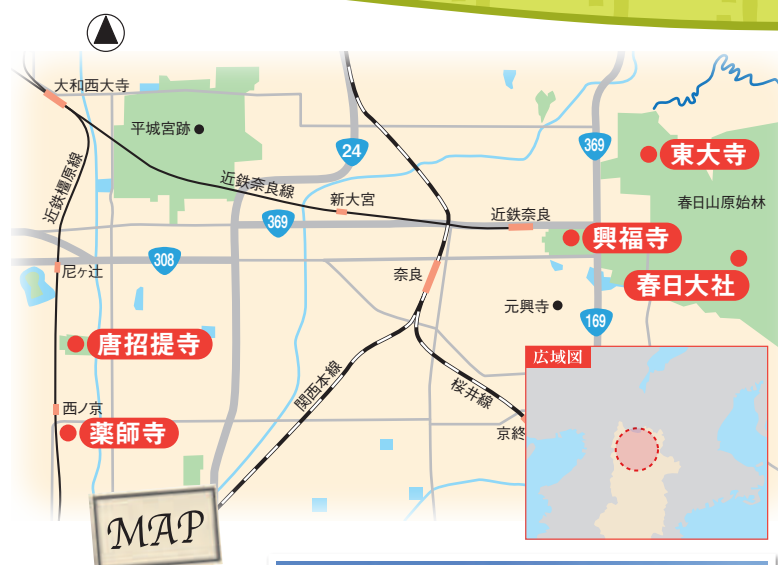 大和西大寺
平城宮跡
近鉄橿原線
近鉄奈良線
24
369
東大寺
春日山原始林
新大宮
369
近鉄奈良
興福寺
308
尼ヶ辻
奈良
春日大社
元興寺
169
唐招提寺
関西本線
桜井線
広域図
西ノ京
薬師寺
京終
MAP